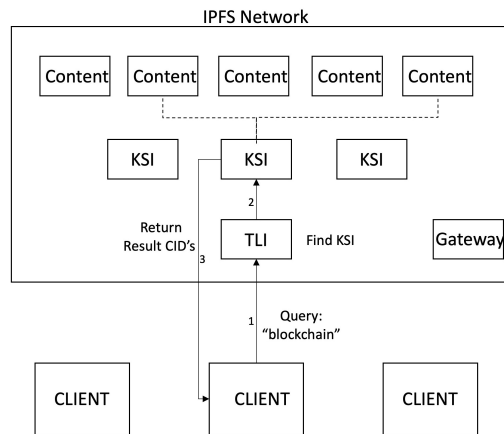 IPFS Network
Content Content Content Content Content
KSI KSI KSI
2
Return
Result CID's
3
TLI Find KSI Gateway
1
Query:
“blockchain”
CLIENT CLIENT CLIENT